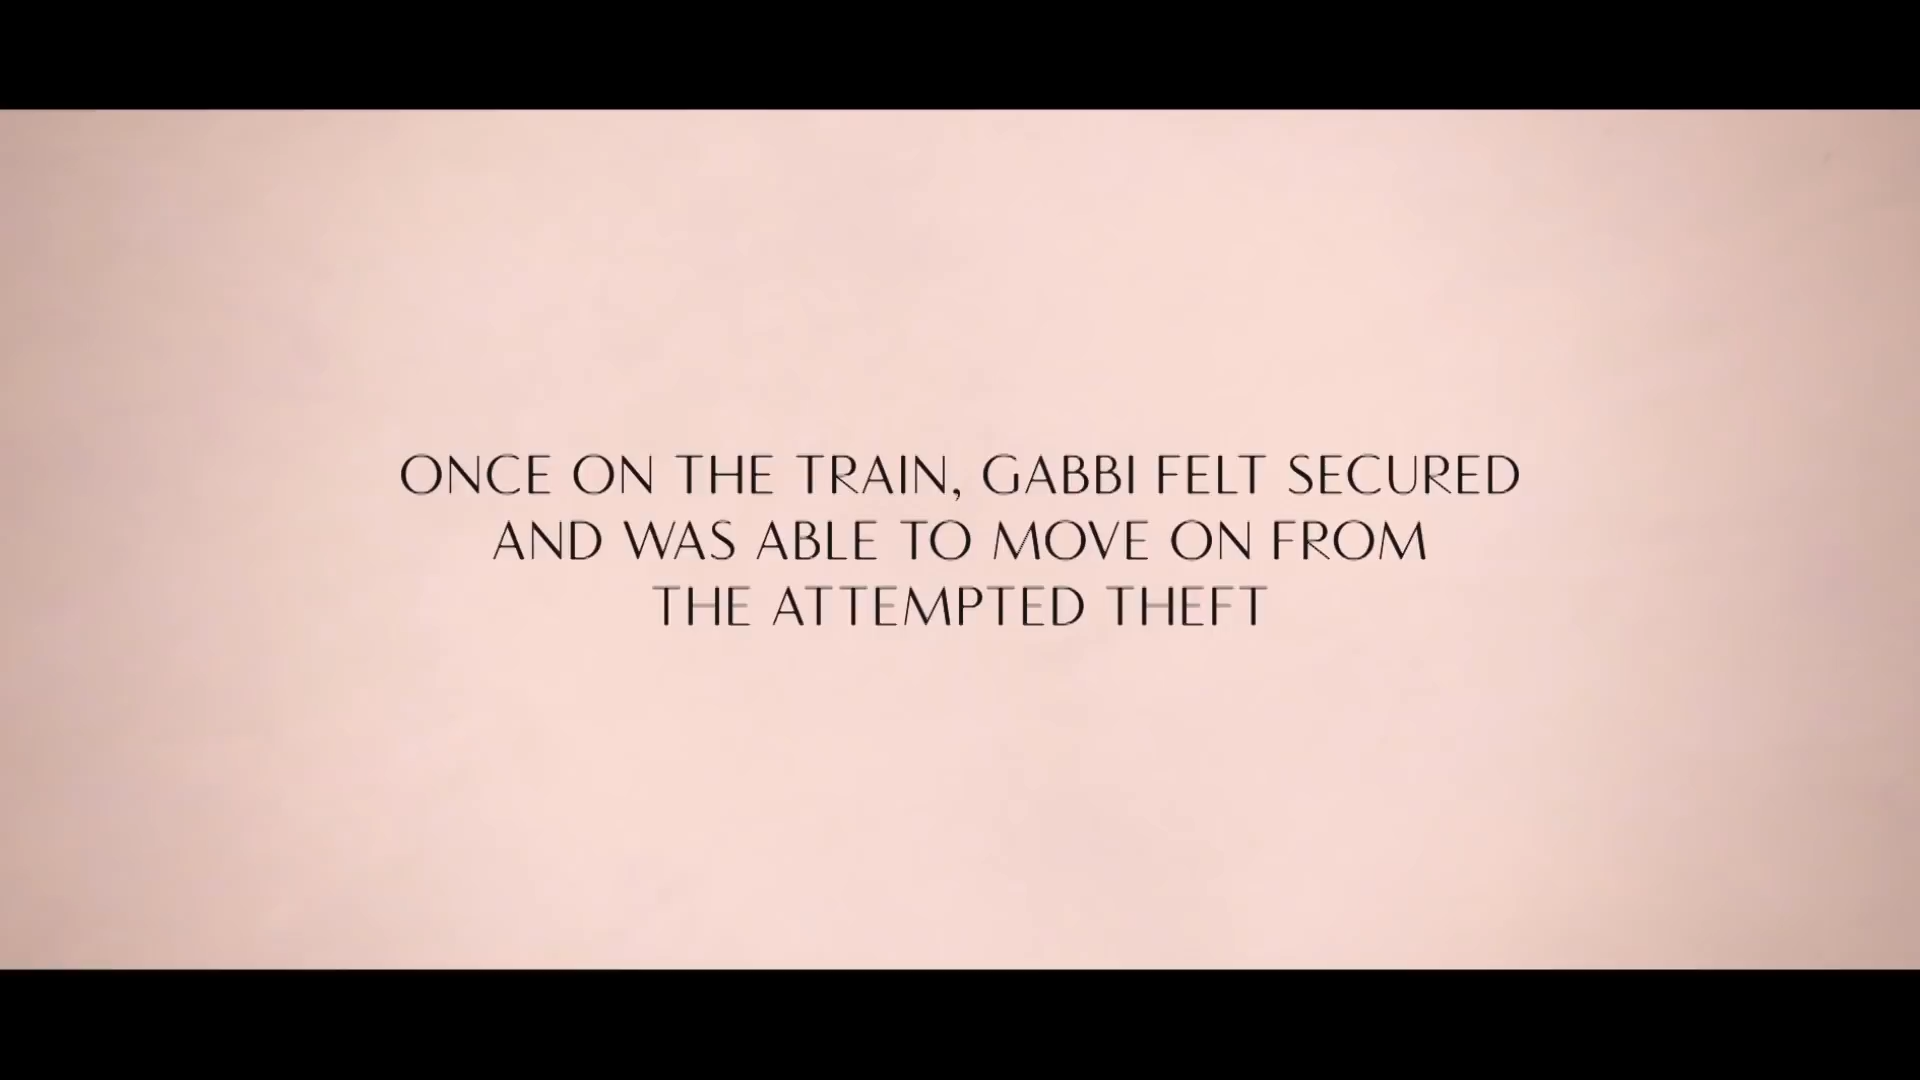 ONCE ON THE TRAIN, GABBI FELT SECURED
AND WAS ABLE TO MOVE ON FROM
THE ATTEMPTED THEFT